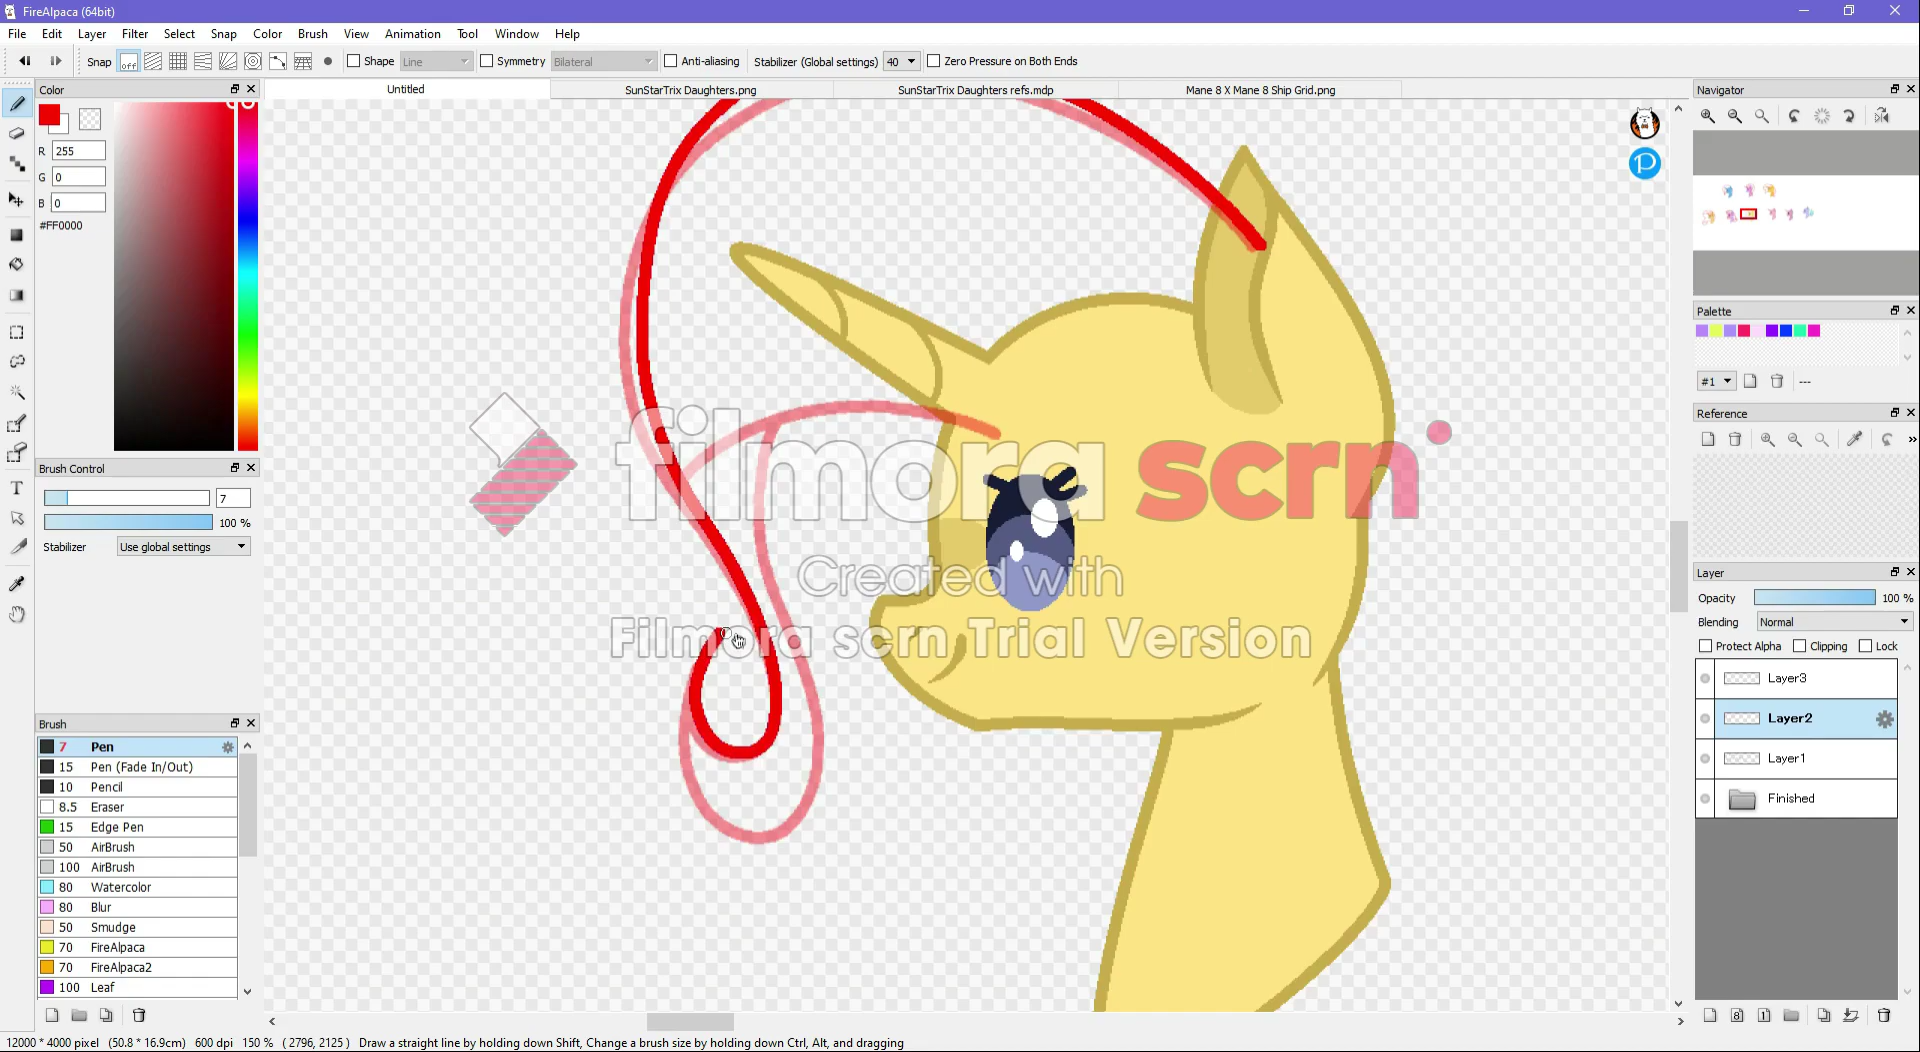 FireAlpaca (64bit)
File Edit Layer Filter Select Snap Color Brush View Animation Tool Window Help
Snap off Shape Line Symmetry Bilateral Anti-aliasing Stabilizer (Global settings) 40 Zero Pressure on Both Ends
Color
Untitled
SunStarTrix Daughters.png
SunStarTrix Daughters refs.mdp
Mane 8 X Mane 8 Ship Grid.png
Navigator
R 255
G 0
B 0
#FF0000
Palette
#1 ---
Reference
filmora scrn
Created with
Filmora scrn Trial Version
Brush Control
7
100 %
Stabilizer Use global settings
Layer
Opacity 100 %
Blending Normal
Protect Alpha Clipping Lock
Layer3
Layer2
Layer1
Finished
Brush
7 Pen
15 Pen (Fade In/Out)
10 Pencil
8.5 Eraser
15 Edge Pen
50 AirBrush
100 AirBrush
80 Watercolor
80 Blur
50 Smudge
70 FireAlpaca
70 FireAlpaca2
100 Leaf
12000 * 4000 pixel (50.8 * 16.9cm) 600 dpi 150 % ( 2796, 2125 ) Draw a straight line by holding down Shift, Change a brush size by holding down Ctrl, Alt, and dragging